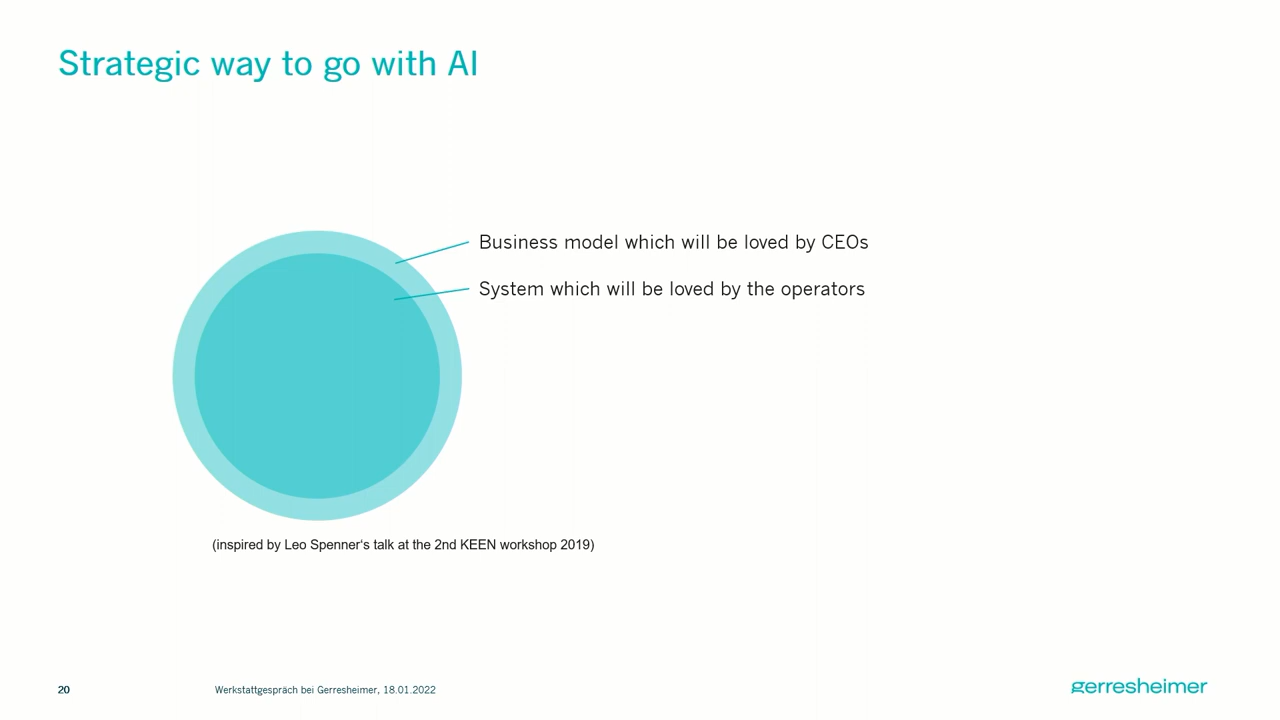 Strategic way to go with AI
Business model which will be loved by CEOs
System which will be loved by the operators
(inspired by Leo Spenner‘s talk at the 2nd KEEN workshop 2019)
20
Werkstattgespräch bei Gerresheimer, 18.01.2022
gerresheimer